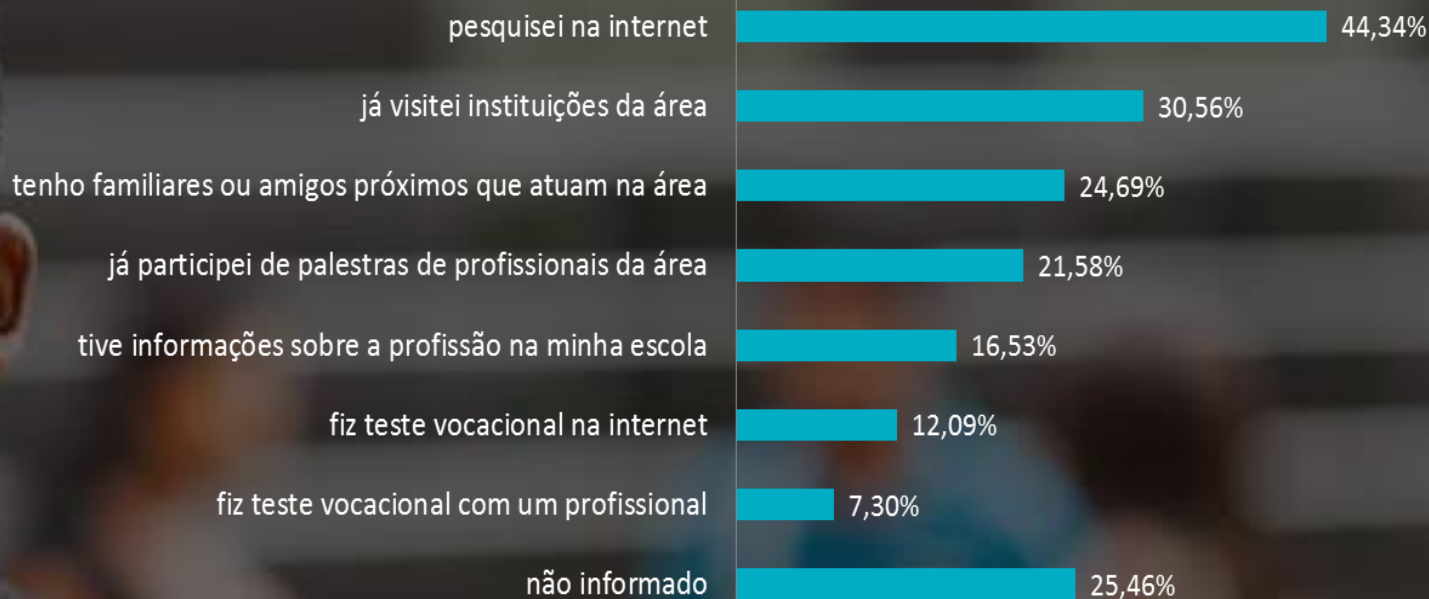 pesquisei na internet 44,34%
já visitei instituições da área 30,56%
tenho familiares ou amigos próximos que atuam na área 24,69%
já participei de palestras de profissionais da área 21,58%
tive informações sobre a profissão na minha escola 16,53%
fiz teste vocacional na internet 12,09%
fiz teste vocacional com um profissional 7,30%
não informado 25,46%